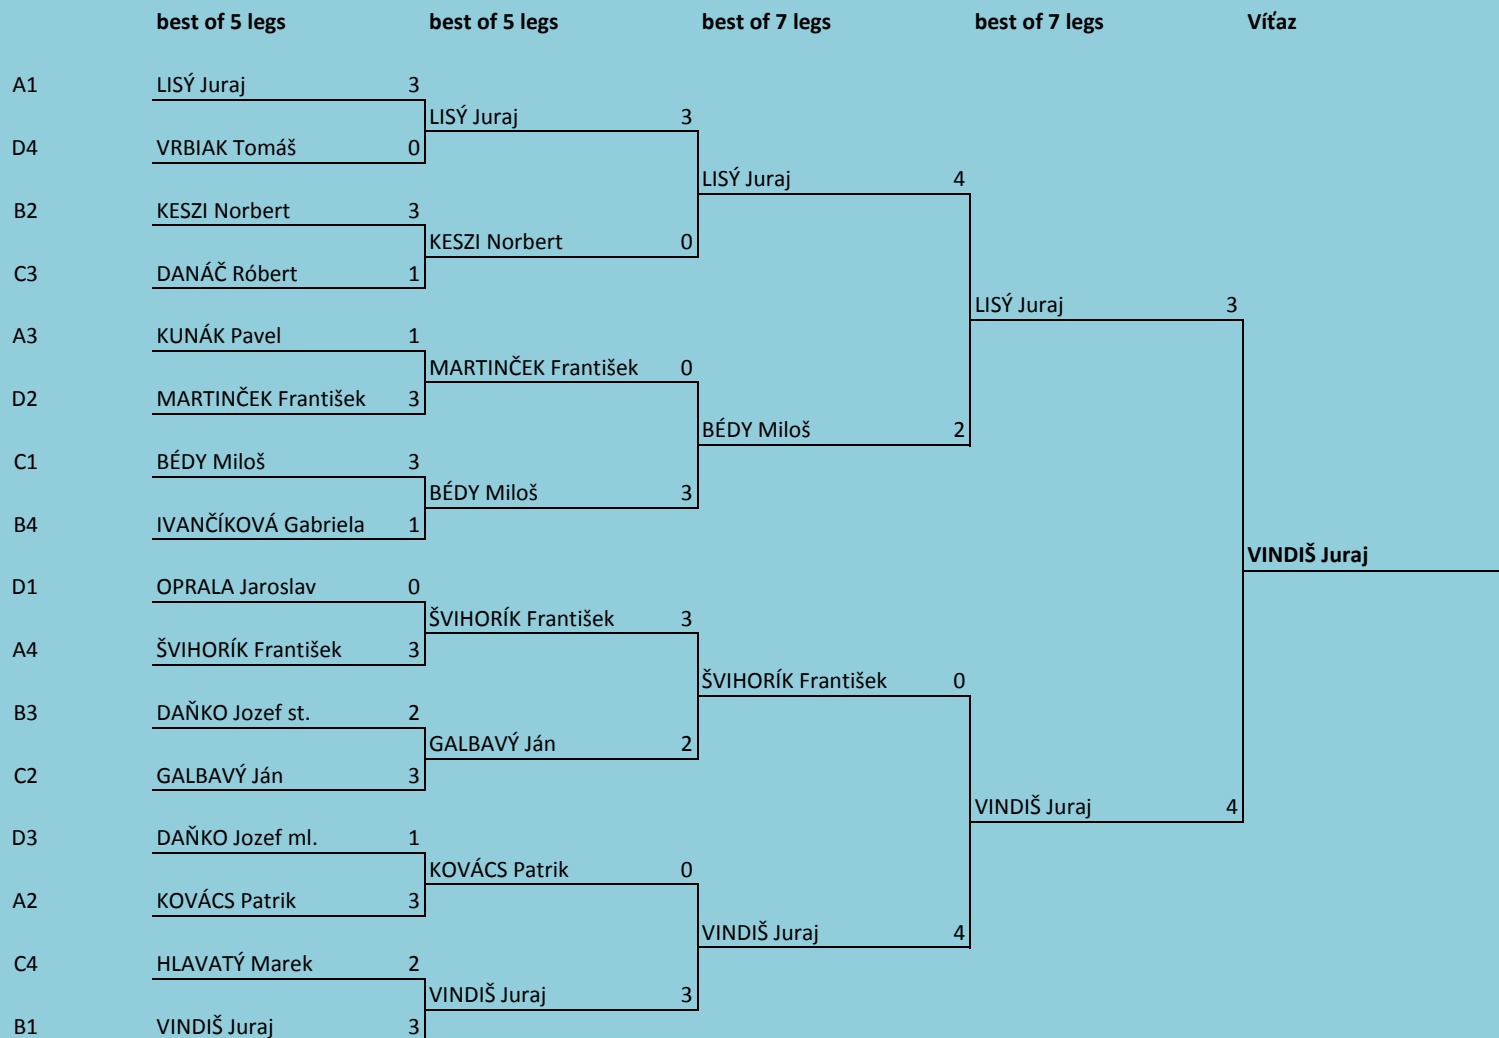 best of 5 legs best of 5 legs best of 7 legs best of 7 legs Víťaz
A1 LISÝ Juraj 3
LISÝ Juraj 3
D4 VRBIAK Tomáš 0
LISÝ Juraj 4
B2 KESZI Norbert 3
KESZI Norbert 0
C3 DANÁČ Róbert 1
LISÝ Juraj 3
A3 KUNÁK Pavel 1
MARTINČEK František 0
D2 MARTINČEK František 3
BÉDY Miloš 2
C1 BÉDY Miloš 3
BÉDY Miloš 3
B4 IVANČÍKOVÁ Gabriela 1
VINDIŠ Juraj
D1 OPRALA Jaroslav 0
ŠVIHORÍK František 3
A4 ŠVIHORÍK František 3
ŠVIHORÍK František 0
B3 DAŇKO Jozef st. 2
GALBAVÝ Ján 2
C2 GALBAVÝ Ján 3
VINDIŠ Juraj 4
D3 DAŇKO Jozef ml. 1
KOVÁCS Patrik 0
A2 KOVÁCS Patrik 3
VINDIŠ Juraj 4
C4 HLAVATÝ Marek 2
VINDIŠ Juraj 3
B1 VINDIŠ Juraj 3